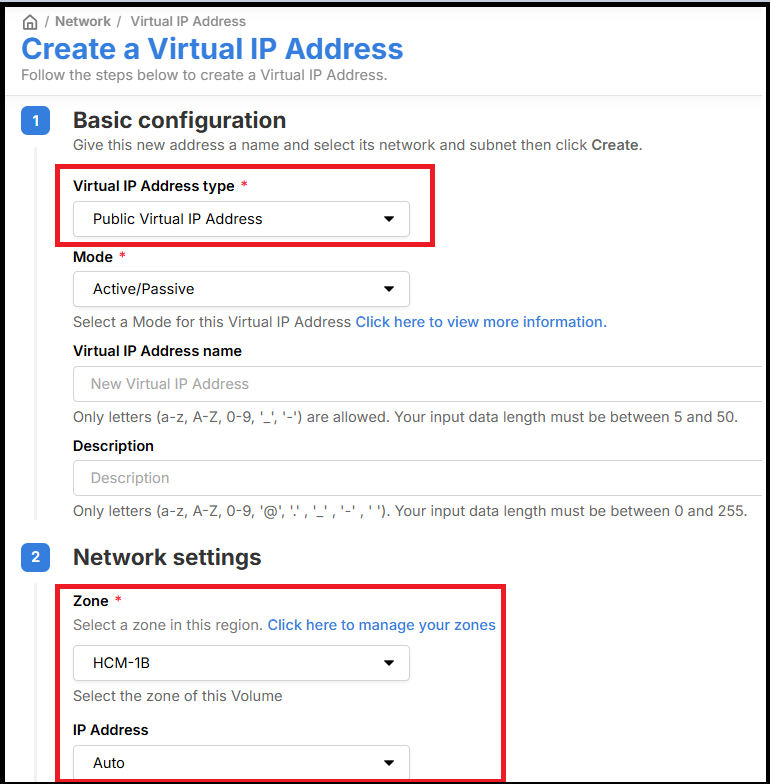 / Network / Virtual IP Address
Create a Virtual IP Address
Follow the steps below to create a Virtual IP Address.
1 Basic configuration
Give this new address a name and select its network and subnet then click Create.
Virtual IP Address type *
Public Virtual IP Address
Mode *
Active/Passive
Select a Mode for this Virtual IP Address Click here to view more information.
Virtual IP Address name
New Virtual IP Address
Only letters (a-z, A-Z, 0-9, '_', '-') are allowed. Your input data length must be between 5 and 50.
Description
Description
Only letters (a-z, A-Z, 0-9, '@', '.' , '_' , '-' , ' '). Your input data length must be between 0 and 255.
2 Network settings
Zone *
Select a zone in this region. Click here to manage your zones
HCM-1B
Select the zone of this Volume
IP Address
Auto